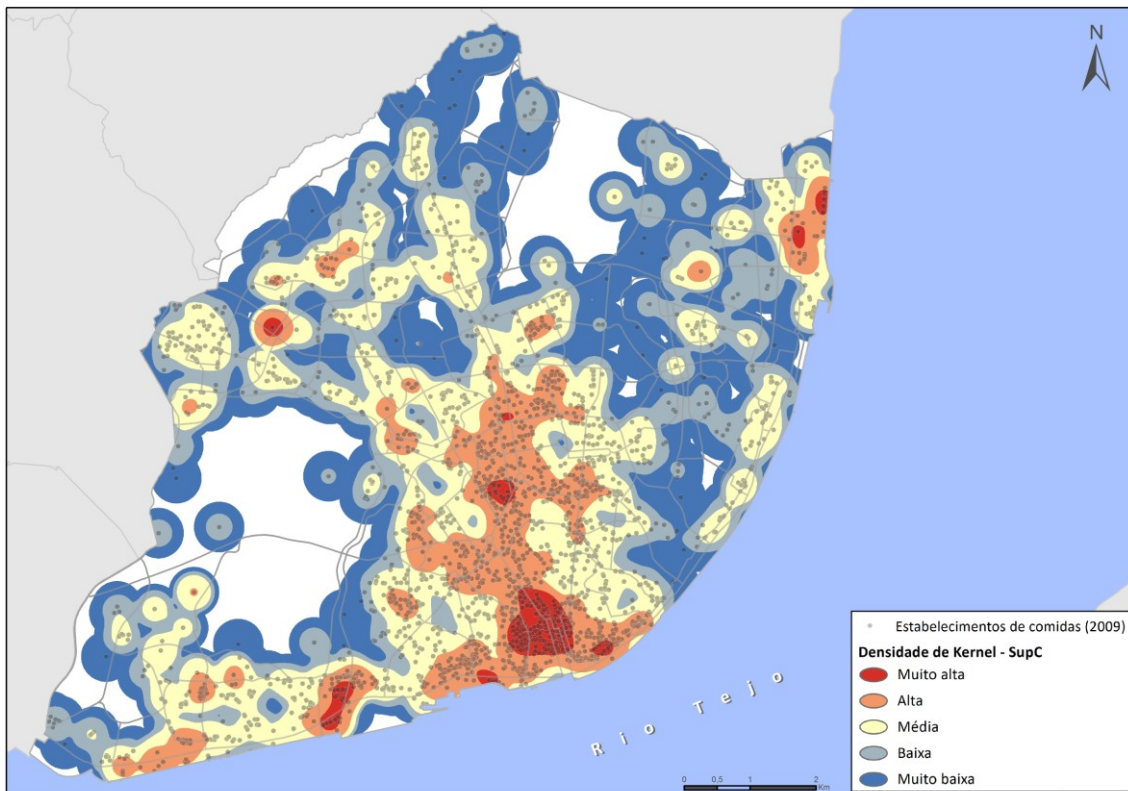 N
Rio Tejo
Estabelecimentos de comidas (2009)
Densidade de Kernel - SupC
Muito alta
Alta
Média
Baixa
Muito baixa
0 0,5 1 2
Km